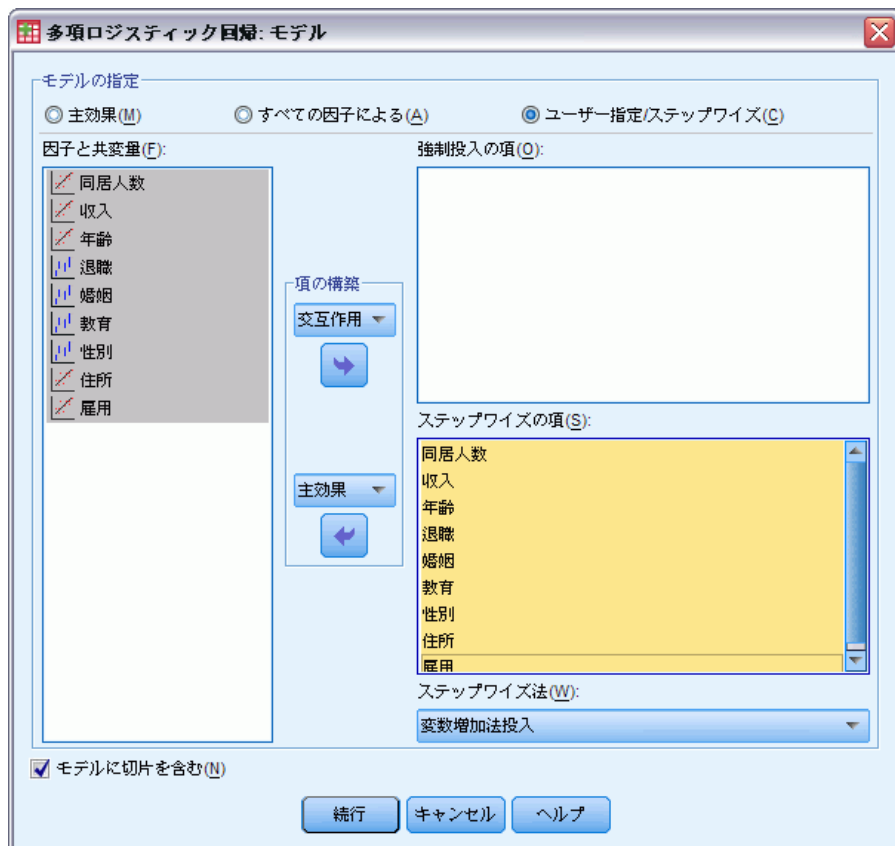 多項ロジスティック回帰: モデル
モデルの指定
主効果(M)
すべての因子による(A)
ユーザー指定/ステップワイズ(C)
因子と共変量(F):
同居人数
収入
年齢
退職
婚姻
教育
性別
住所
雇用
項の構築
交互作用
主効果
強制投入の項(O):
ステップワイズの項(S):
同居人数
収入
年齢
退職
婚姻
教育
性別
住所
雇用
ステップワイズ法(W):
変数増加法投入
モデルに切片を含む(N)
続行
キャンセル
ヘルプ